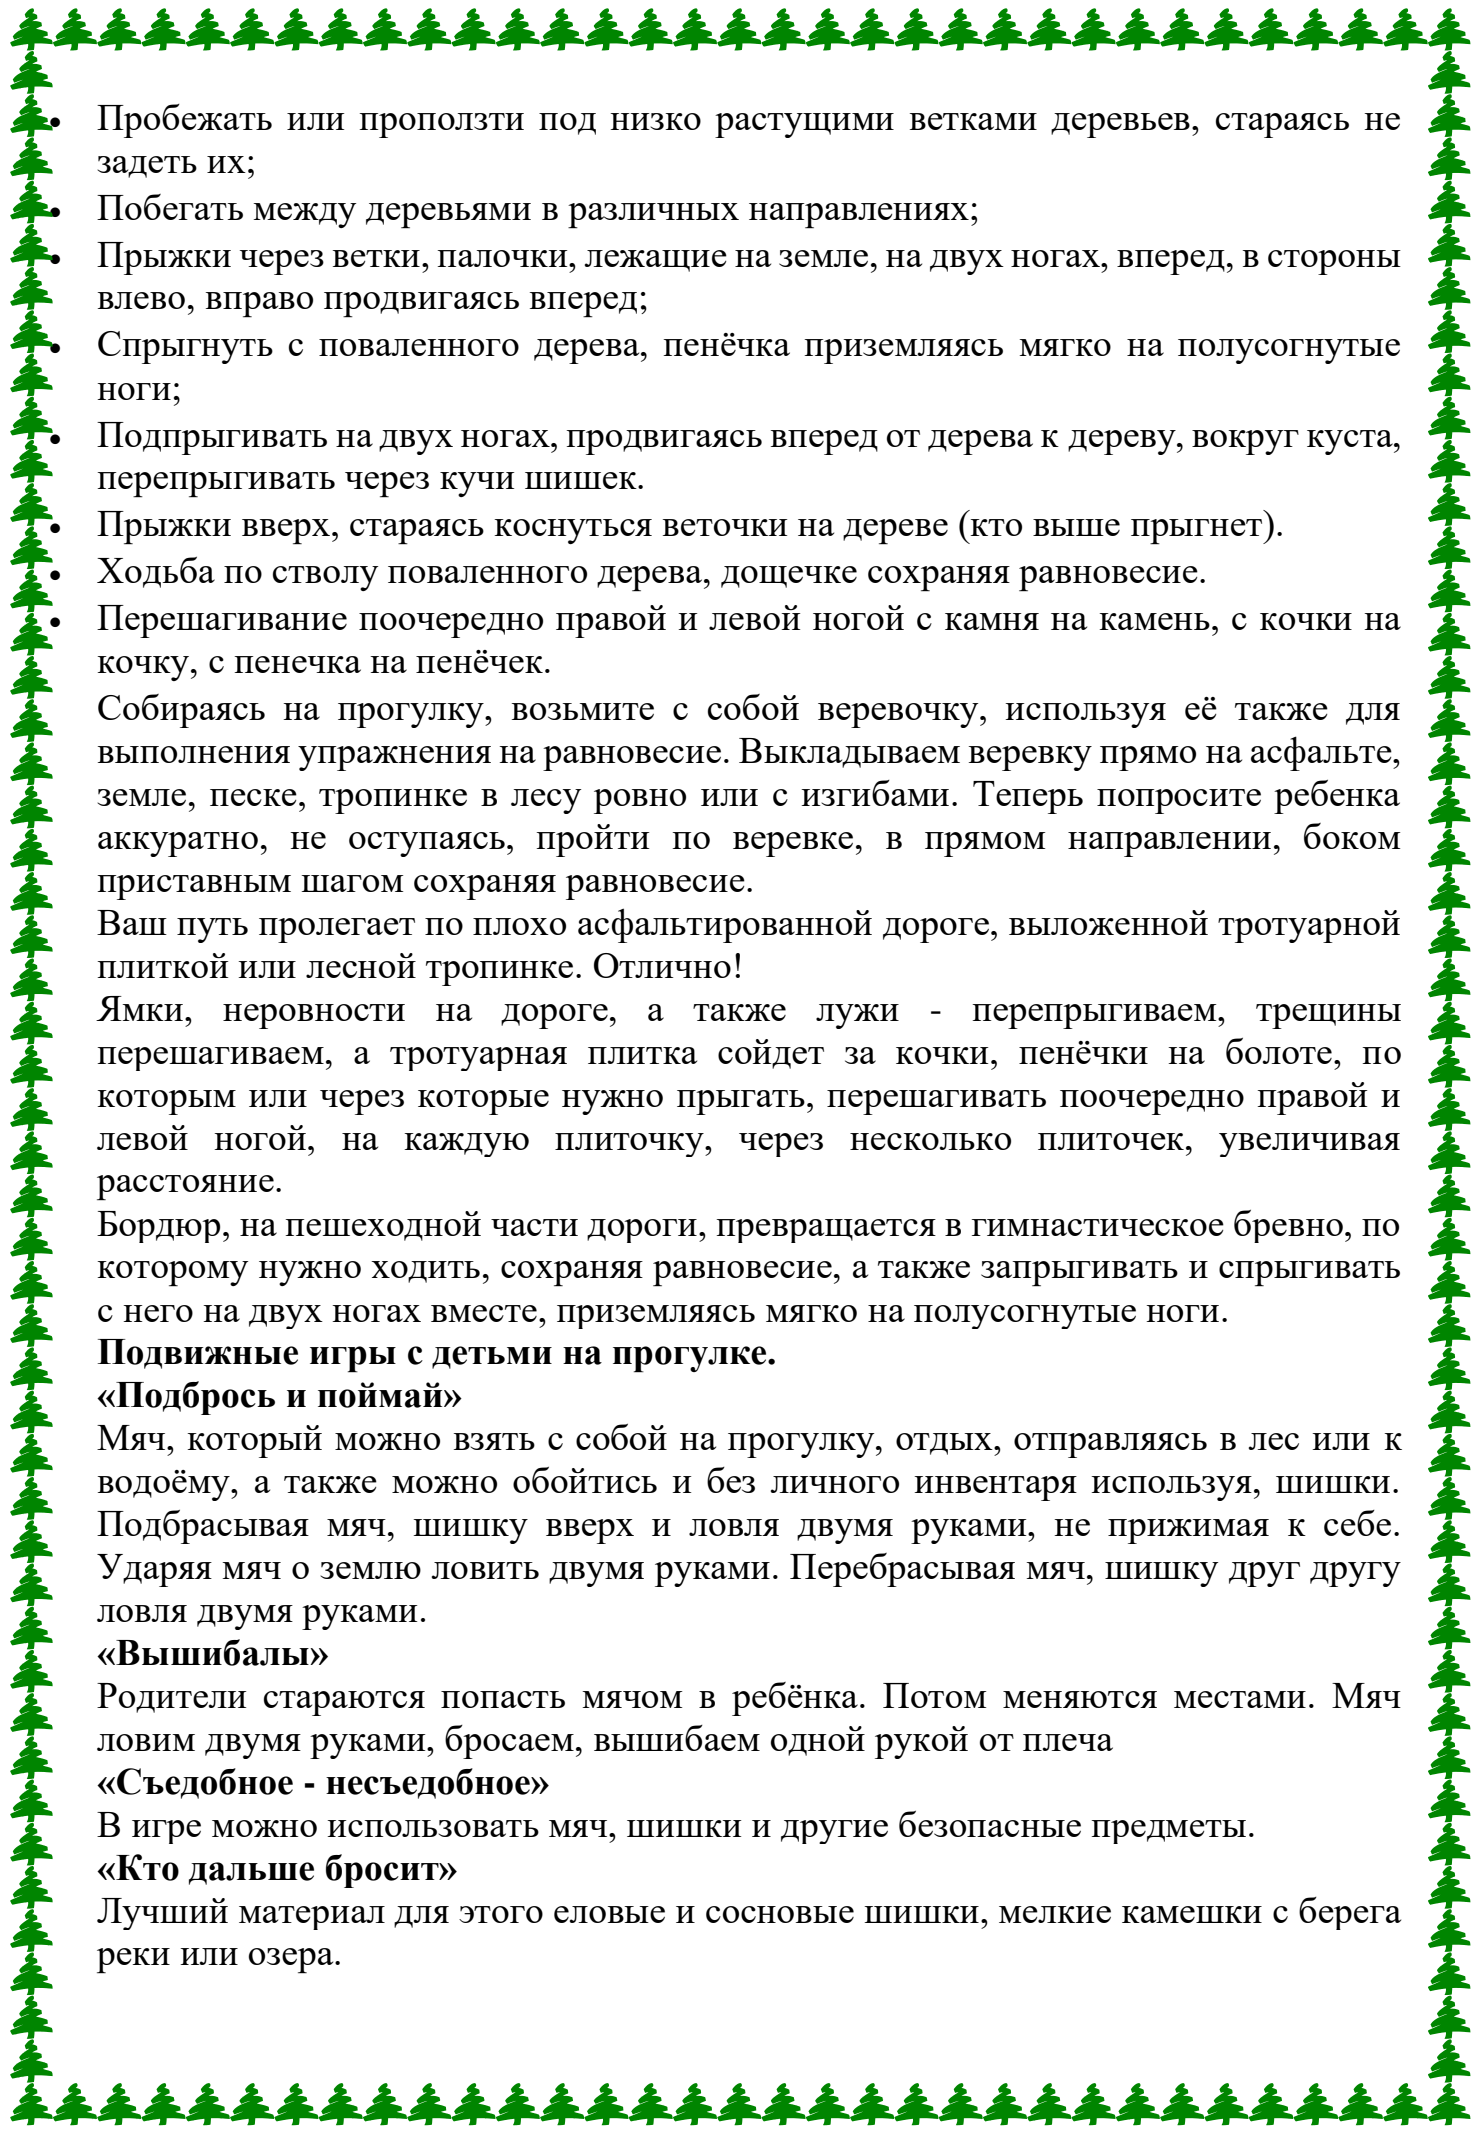 • Пробежать или проползти под низко растущими ветками деревьев, стараясь не
задеть их;
• Побегать между деревьями в различных направлениях;
• Прыжки через ветки, палочки, лежащие на земле, на двух ногах, вперед, в стороны
влево, вправо продвигаясь вперед;
• Спрыгнуть с поваленного дерева, пенёчка приземляясь мягко на полусогнутые
ноги;
• Подпрыгивать на двух ногах, продвигаясь вперед от дерева к дереву, вокруг куста,
перепрыгивать через кучи шишек.
• Прыжки вверх, стараясь коснуться веточки на дереве (кто выше прыгнет).
• Ходьба по стволу поваленного дерева, дощечке сохраняя равновесие.
• Перешагивание поочередно правой и левой ногой с камня на камень, с кочки на
кочку, с пенечка на пенёчек.
Собираясь на прогулку, возьмите с собой веревочку, используя её также для
выполнения упражнения на равновесие. Выкладываем веревку прямо на асфальте,
земле, песке, тропинке в лесу ровно или с изгибами. Теперь попросите ребенка
аккуратно, не оступаясь, пройти по веревке, в прямом направлении, боком
приставным шагом сохраняя равновесие.
Ваш путь пролегает по плохо асфальтированной дороге, выложенной тротуарной
плиткой или лесной тропинке. Отлично!
Ямки, неровности на дороге, а также лужи - перепрыгиваем, трещины
перешагиваем, а тротуарная плитка сойдет за кочки, пенёчки на болоте, по
которым или через которые нужно прыгать, перешагивать поочередно правой и
левой ногой, на каждую плиточку, через несколько плиточек, увеличивая
расстояние.
Бордюр, на пешеходной части дороги, превращается в гимнастическое бревно, по
которому нужно ходить, сохраняя равновесие, а также запрыгивать и спрыгивать
с него на двух ногах вместе, приземляясь мягко на полусогнутые ноги.
Подвижные игры с детьми на прогулке.
«Подбрось и поймай»
Мяч, который можно взять с собой на прогулку, отдых, отправляясь в лес или к
водоёму, а также можно обойтись и без личного инвентаря используя, шишки.
Подбрасывая мяч, шишку вверх и ловля двумя руками, не прижимая к себе.
Ударяя мяч о землю ловить двумя руками. Перебрасывая мяч, шишку друг другу
ловля двумя руками.
«Вышибалы»
Родители стараются попасть мячом в ребёнка. Потом меняются местами. Мяч
ловим двумя руками, бросаем, вышибаем одной рукой от плеча
«Съедобное - несъедобное»
В игре можно использовать мяч, шишки и другие безопасные предметы.
«Кто дальше бросит»
Лучший материал для этого еловые и сосновые шишки, мелкие камешки с берега
реки или озера.